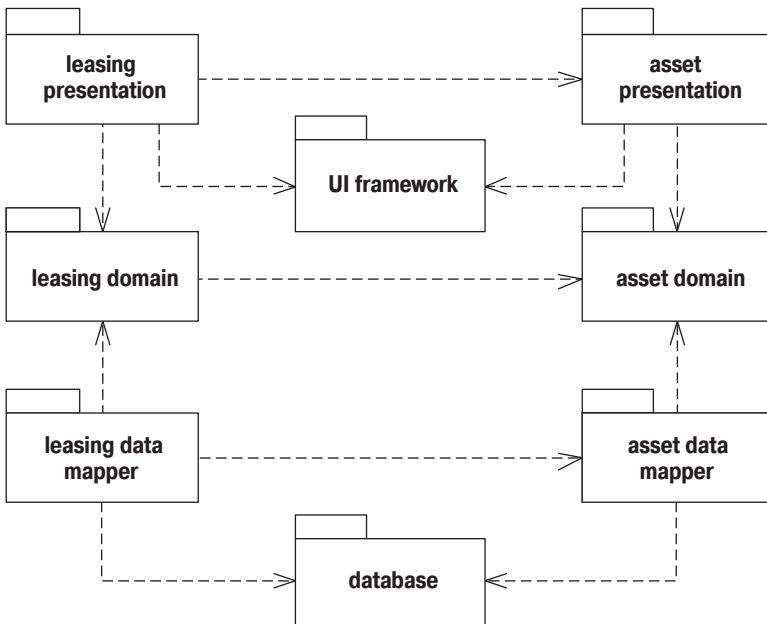 leasing
presentation
asset
presentation
UI framework
leasing domain
asset domain
leasing data
mapper
asset data
mapper
database